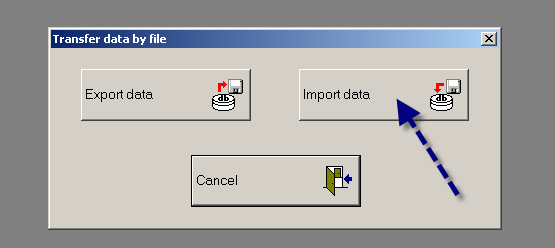 Transfer data by file
Export data
Import data
Cancel